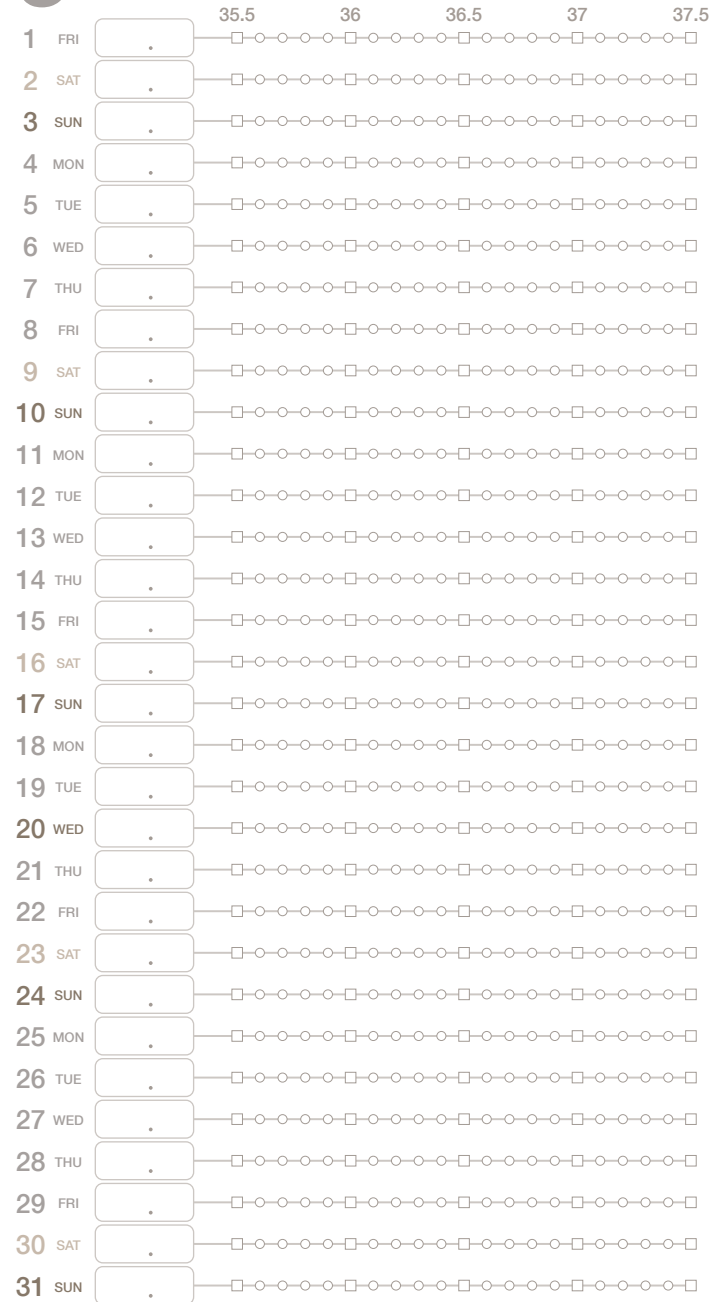 35.5 36 36.5 37 37.5
1 FRI .
2 SAT .
3 SUN .
4 MON .
5 TUE .
6 WED .
7 THU .
8 FRI .
9 SAT .
10 SUN .
11 MON .
12 TUE .
13 WED .
14 THU .
15 FRI .
16 SAT .
17 SUN .
18 MON .
19 TUE .
20 WED .
21 THU .
22 FRI .
23 SAT .
24 SUN .
25 MON .
26 TUE .
27 WED .
28 THU .
29 FRI .
30 SAT .
31 SUN .